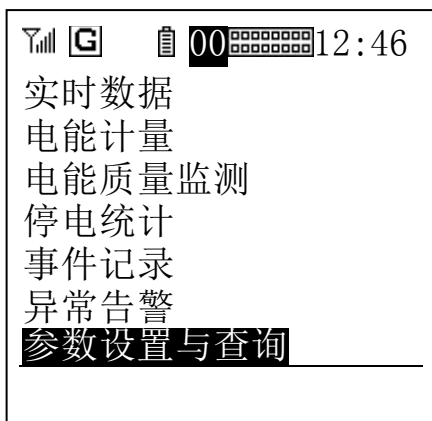 G 00 12:46
实时数据
电能计量
电能质量监测
停电统计
事件记录
异常告警
参数设置与查询